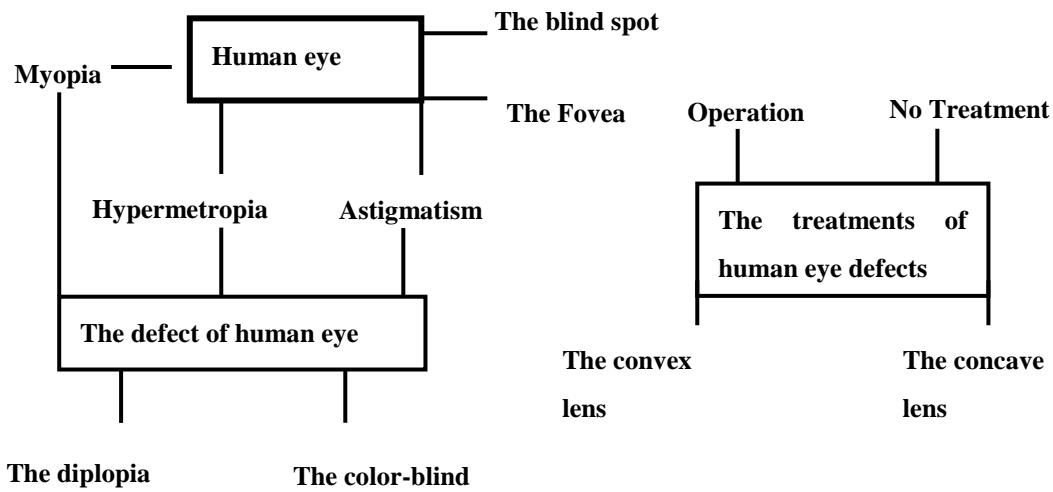 The blind spot
Human eye
Myopia
The Fovea
Operation
No Treatment
Hypermetropia
Astigmatism
The treatments of
human eye defects
The defect of human eye
The convex
lens
The concave
lens
The diplopia
The color-blind